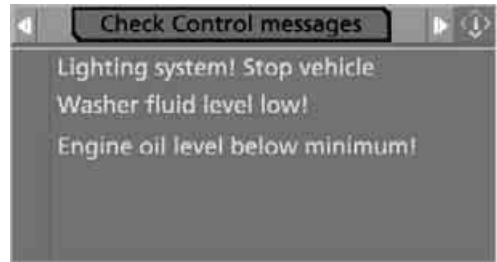 Check Control messages
Lighting system! Stop vehicle
Washer fluid level low!
Engine oil level below minimum!